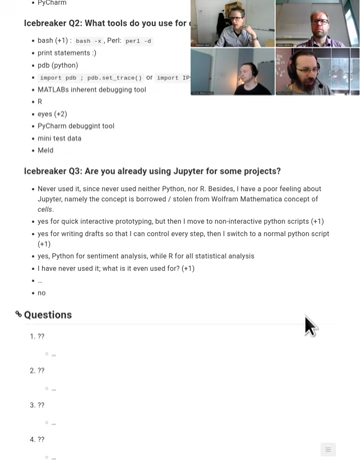 PyCharm
Icebreaker Q2: What tools do you use for
bash (+1) : bash -x , Perl: perl -d
print statements :)
pdb (python)
import pdb ; pdb.set_trace() or import IP
MATLABs inherent debugging tool
R
eyes (+2)
PyCharm debuggint tool
mini test data
Meld
Icebreaker Q3: Are you already using Jupyter for some projects?
Never used it, since never used neither Python, nor R. Besides, I have a poor feeling about
Jupyter, namely the concept is borrowed / stolen from Wolfram Mathematica concept of
cells.
yes for quick interactive prototyping, but then I move to non-interactive python scripts (+1)
yes for writing drafts so that I can control every step, then I switch to a normal python script
(+1)
yes, Python for sentiment analysis, while R for all statistical analysis
I have never used it; what is it even used for? (+1)
...
no
Questions
1. ??
...
2. ??
...
3. ??
...
4. ??
...